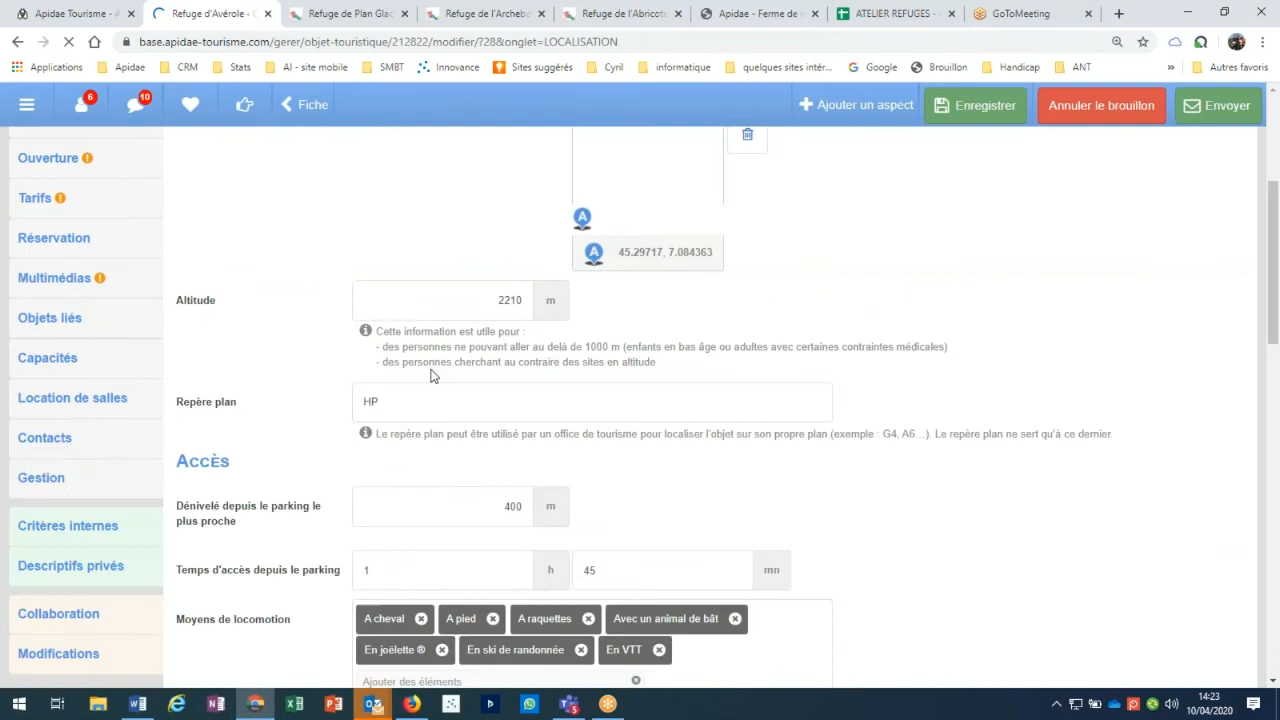 Apidae Tourisme - A
Refuge d'Avérole - C
Refuge de Plan Glac
Refuge de l'Archebo
Refuge de l'Abricotu
Apidae - Ferme de
ATELIER REFUGES -
GoToMeeting
base.apidae-tourisme.com/gerer/objet-touristique/212822/modifier/?28&onglet=LOCALISATION
Applications
Apidae
CRM
Stats
AI - site mobile
SMBT
Innovance
Sites suggérés
Cyril
informatique
quelques sites intér...
Google
Brouillon
Handicap
ANT
»
Autres favoris
6
10
Fiche
Ajouter un aspect
Enregistrer
Annuler le brouillon
Envoyer
Ouverture
Tarifs
Réservation
Multimédias
Objets liés
Capacités
Location de salles
Contacts
Gestion
Critères internes
Descriptifs privés
Collaboration
Modifications
A
A 45.29717, 7.084363
Altitude
2210 m
Cette information est utile pour :
- des personnes ne pouvant aller au delà de 1000 m (enfants en bas âge ou adultes avec certaines contraintes médicales)
- des personnes cherchant au contraire des sites en altitude
Repère plan
HP
Le repère plan peut être utilisé par un office de tourisme pour localiser l'objet sur son propre plan (exemple : G4, A6...). Le repère plan ne sert qu'à ce dernier.
Accès
Dénivelé depuis le parking le
plus proche
400 m
Temps d'accès depuis le parking
1 h 45 mn
Moyens de locomotion
A cheval A pied A raquettes Avec un animal de bât
En joëlette ® En ski de randonnée En VTT
Ajouter des éléments
14:23
10/04/2020